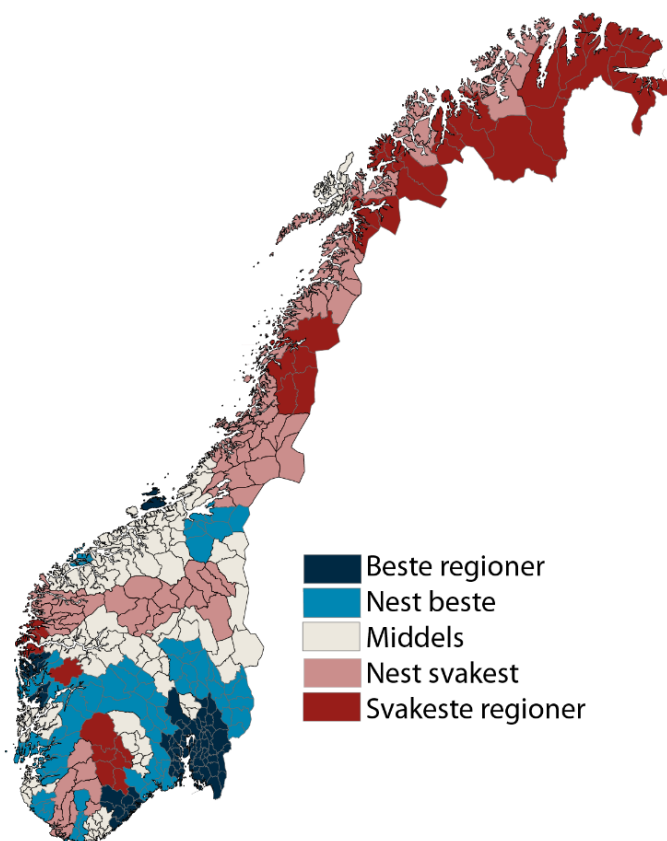 Beste regioner
Nest beste
Middels
Nest svakest
Svakeste regioner